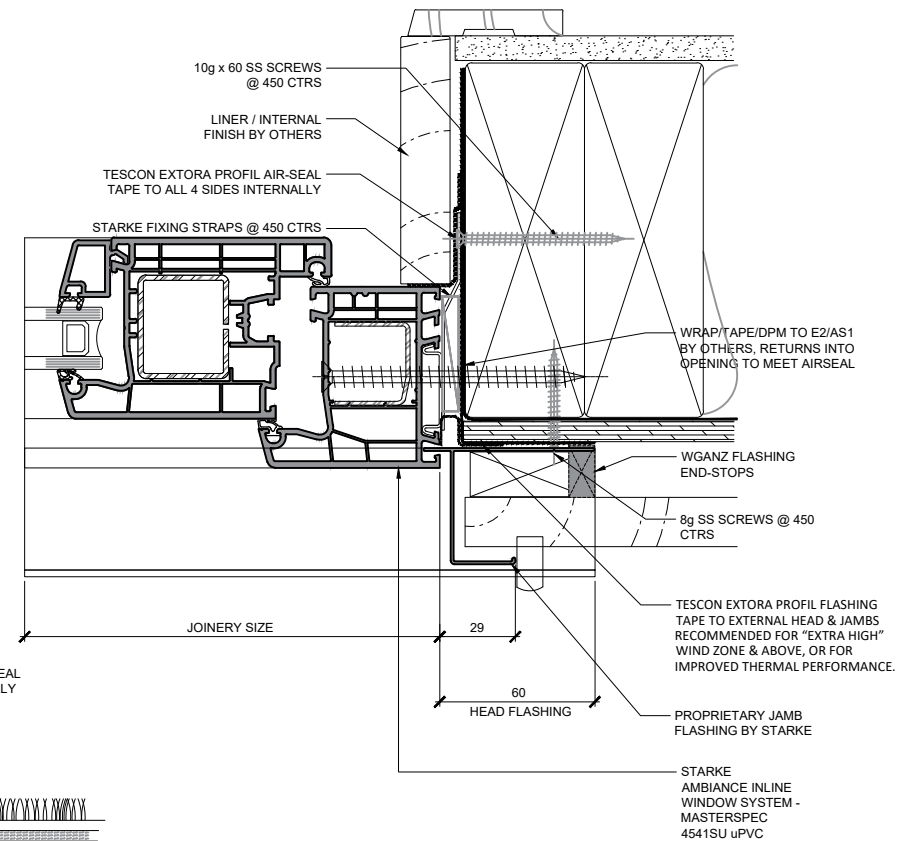 10g x 60 SS SCREWS
@ 450 CTRS
LINER / INTERNAL
FINISH BY OTHERS
TESCON EXTORA PROFIL AIR-SEAL
TAPE TO ALL 4 SIDES INTERNALLY
STARKE FIXING STRAPS @ 450 CTRS
WRAP/TAPE/DPM TO E2/AS1
BY OTHERS, RETURNS INTO
OPENING TO MEET AIRSEAL
WGANZ FLASHING
END-STOPS
8g SS SCREWS @ 450
CTRS
TESCON EXTORA PROFIL FLASHING
TAPE TO EXTERNAL HEAD & JAMBS
RECOMMENDED FOR “EXTRA HIGH”
WIND ZONE & ABOVE, OR FOR
IMPROVED THERMAL PERFORMANCE.
JOINERY SIZE
29
EAL
LY
60
HEAD FLASHING
PROPRIETARY JAMB
FLASHING BY STARKE
STARKE
AMBIANCE INLINE
WINDOW SYSTEM -
MASTERSPEC
4541SU uPVC